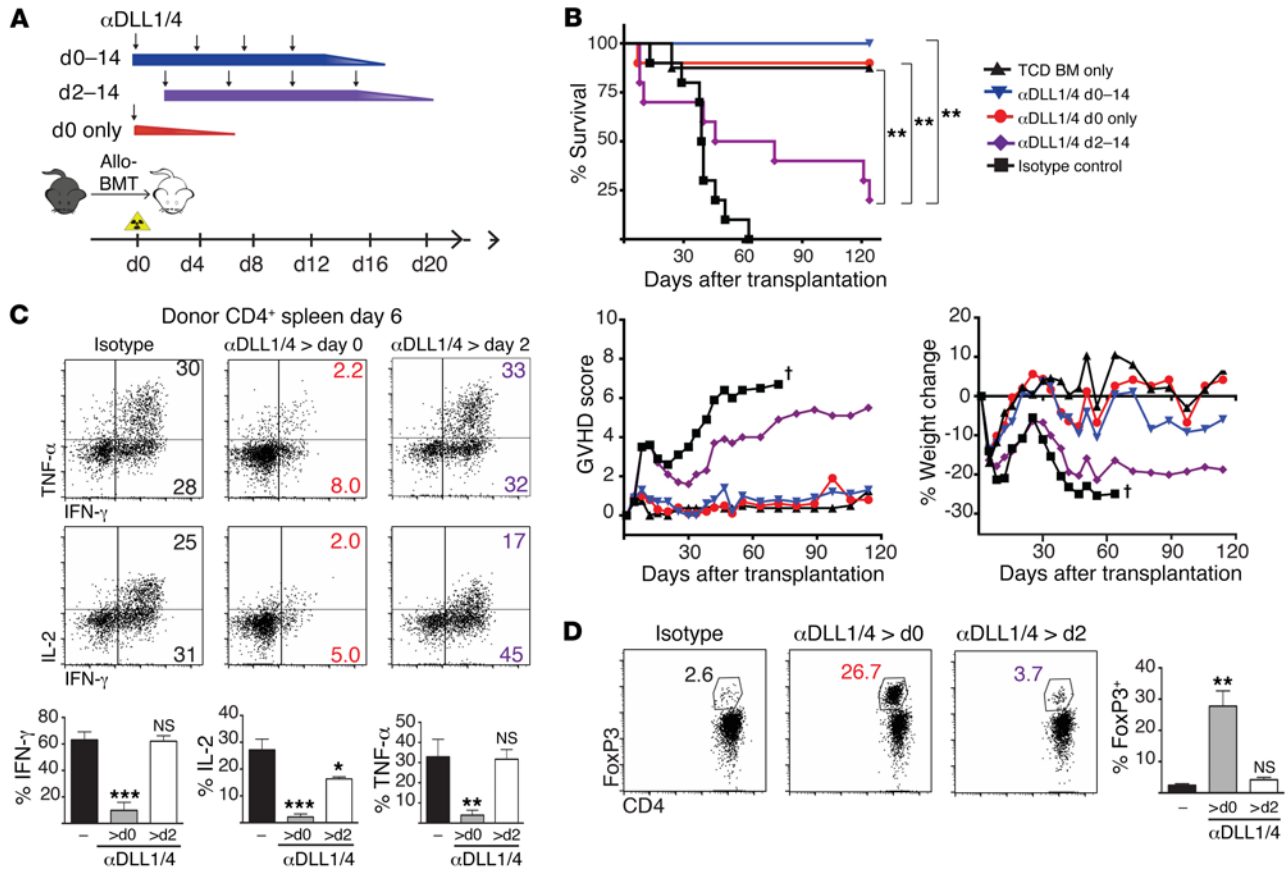 A
αDLL1/4
d0–14
d2–14
d0 only
Allo-
BMT
d0 d4 d8 d12 d16 d20
B
% Survival
100
75
50
25
30 60 90 120
Days after transplantation
**
**
**
TCD BM only
αDLL1/4 d0–14
αDLL1/4 d0 only
αDLL1/4 d2–14
Isotype control
GVHD score
10
8
6
4
2
0
0 30 60 90 120
†
Days after transplantation
% Weight change
20
10
0
-10
-20
-30
0 30 60 90 120
†
Days after transplantation
C
Donor CD4⁺ spleen day 6
Isotype αDLL1/4 > day 0 αDLL1/4 > day 2
30 2.2 33
TNF-α
28 8.0 32
IFN-γ
25 2.0 17
IL-2
31 5.0 45
IFN-γ
% IFN-γ
80
60
40
20
*** NS
– >d0 >d2
αDLL1/4
% IL-2
40
30
20
10
*** *
– >d0 >d2
αDLL1/4
% TNF-α
50
40
30
20
10
** NS
– >d0 >d2
αDLL1/4
D
Isotype αDLL1/4 > d0 αDLL1/4 > d2
2.6 26.7 3.7
FoxP3
CD4
% FoxP3⁺
40
30
20
10
0
** NS
– >d0 >d2
αDLL1/4